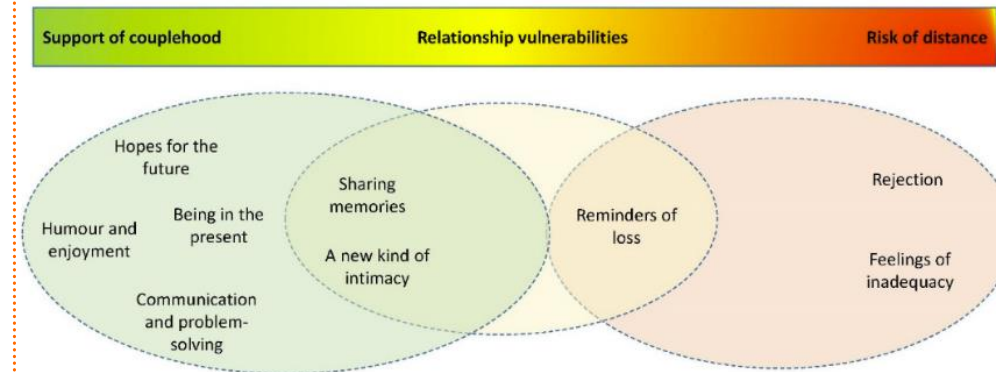 Support of couplehood
Relationship vulnerabilities
Risk of distance
Hopes for the
future
Humour and
enjoyment
Being in the
present
Communication
and problem-
solving
Sharing
memories
A new kind of
intimacy
Reminders of
loss
Rejection
Feelings of
inadequacy